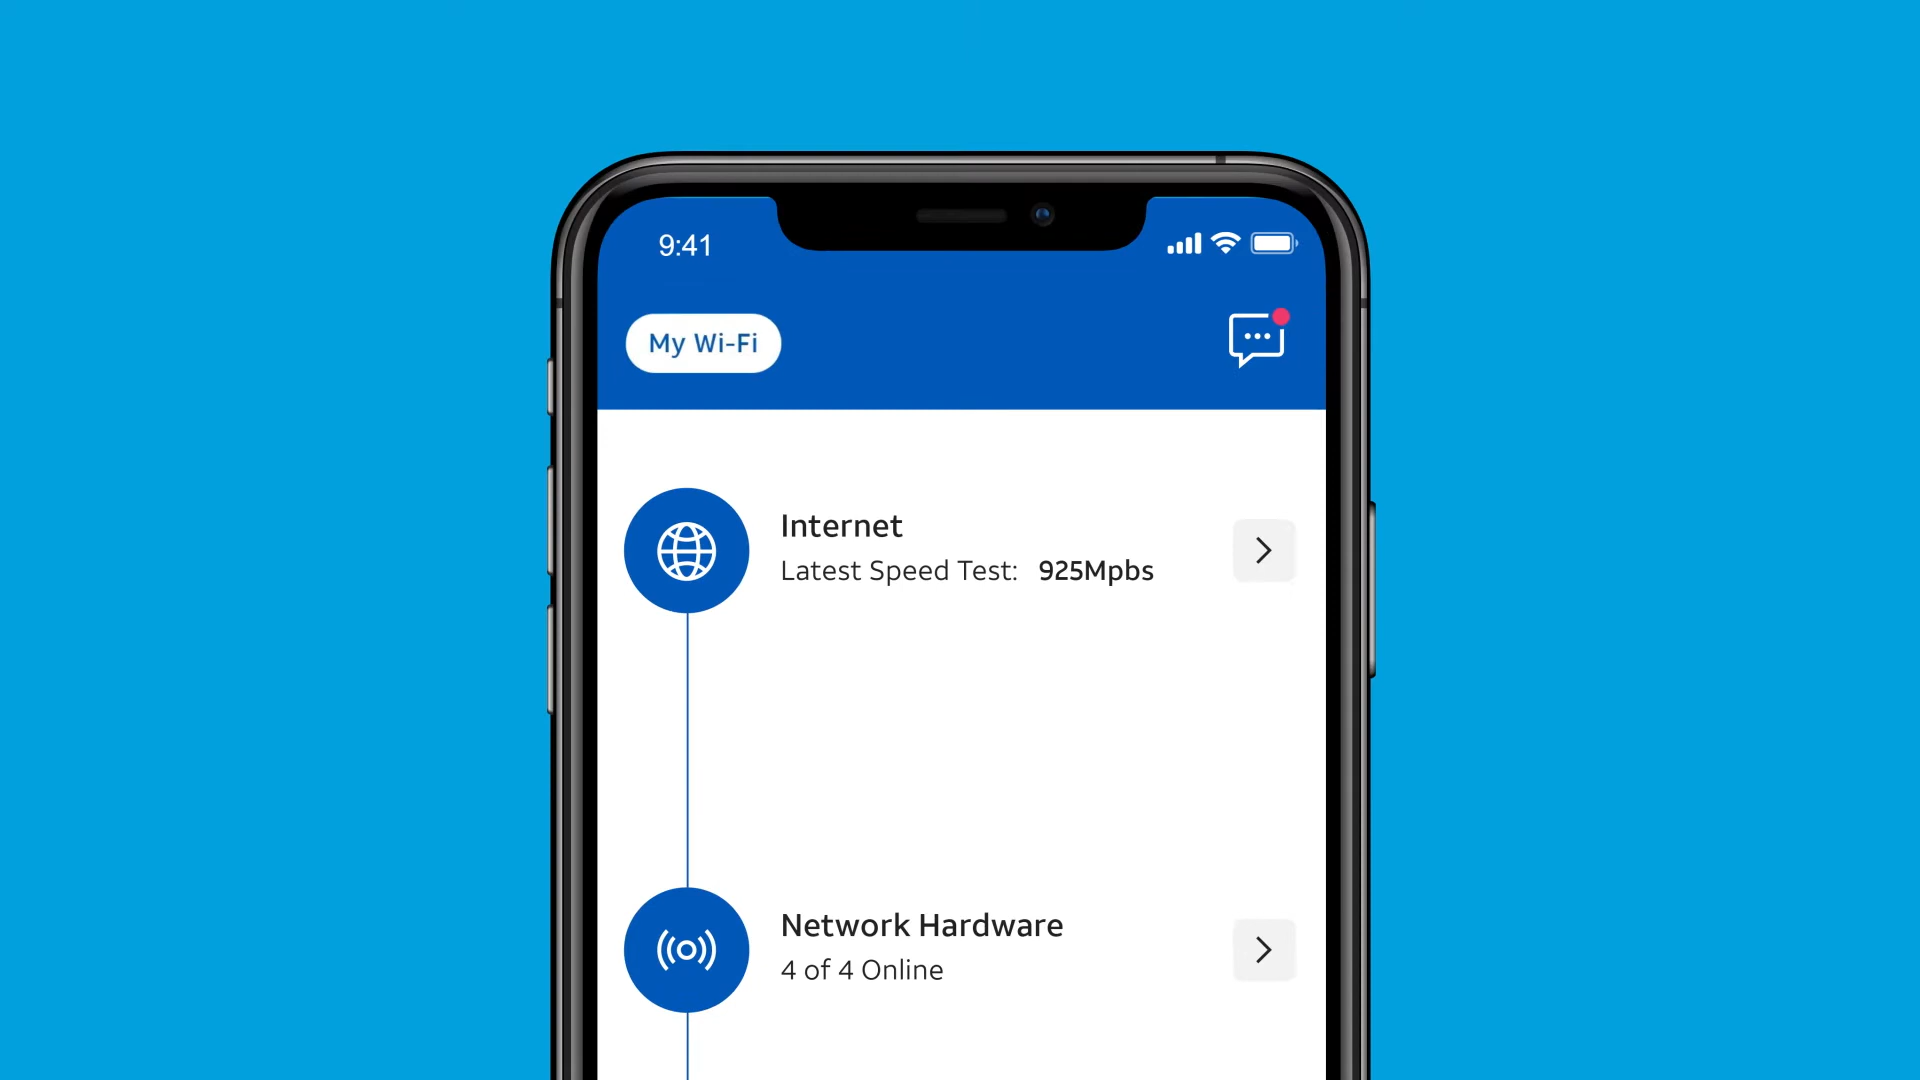 9:41
My Wi-Fi
Internet
Latest Speed Test: 925Mpbs
Network Hardware
4 of 4 Online